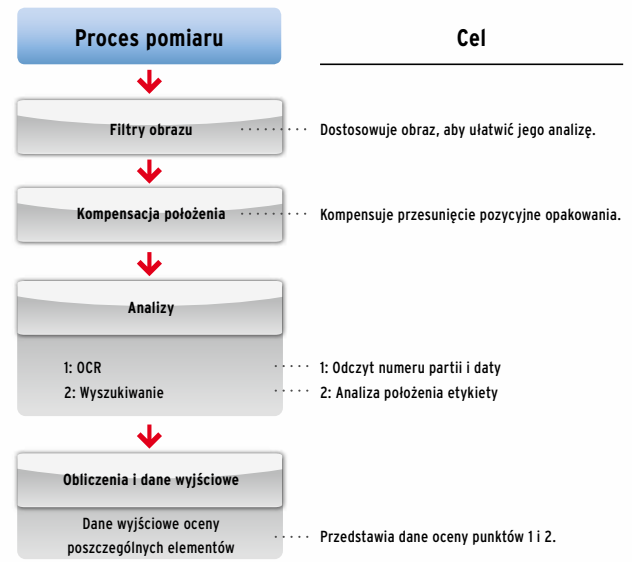 Proces pomiaru
Cel
Filtry obrazu
Dostosowuje obraz, aby ułatwić jego analizę.
Kompensacja położenia
Kompensuje przesunięcie pozycyjne opakowania.
Analizy
1: OCR
1: Odczyt numeru partii i daty
2: Wyszukiwanie
2: Analiza położenia etykiety
Obliczenia i dane wyjściowe
Dane wyjściowe oceny
poszczególnych elementów
Przedstawia dane oceny punktów 1 i 2.